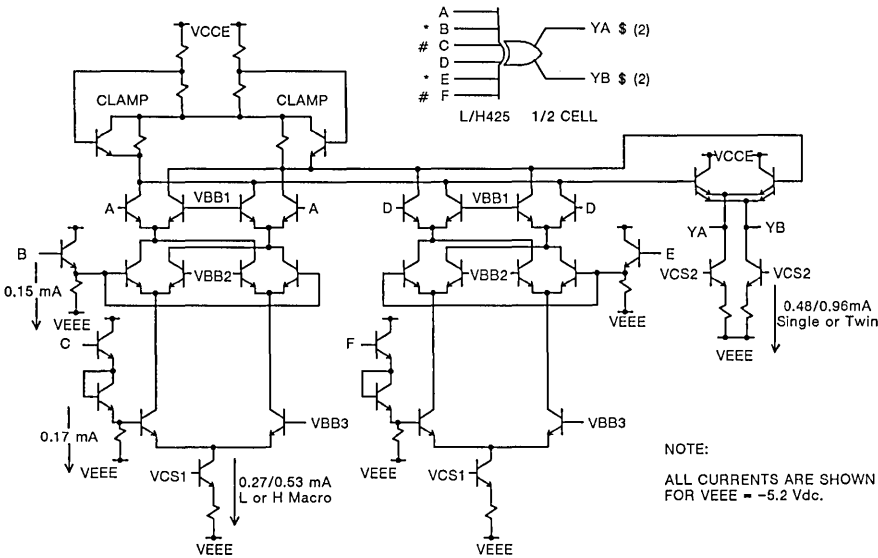 VCCE
CLAMP
CLAMP
A
* B
# C
D
* E
# F
YA $ (2)
YB $ (2)
L/H425 1/2 CELL
VCCE
A
VBB1
A
D
VBB1
D
B
VBB2
VBB2
E
0.15 mA
VEEE
VEEE
YA
YB
VCS2
VCS2
0.48/0.96mA
Single or Twin
VEEE
C
F
0.17 mA
VEEE
VBB3
VEEE
VBB3
VCS1
0.27/0.53 mA
L or H Macro
VCS1
VEEE
VEEE
NOTE:
ALL CURRENTS ARE SHOWN
FOR VEEE = -5.2 Vdc.